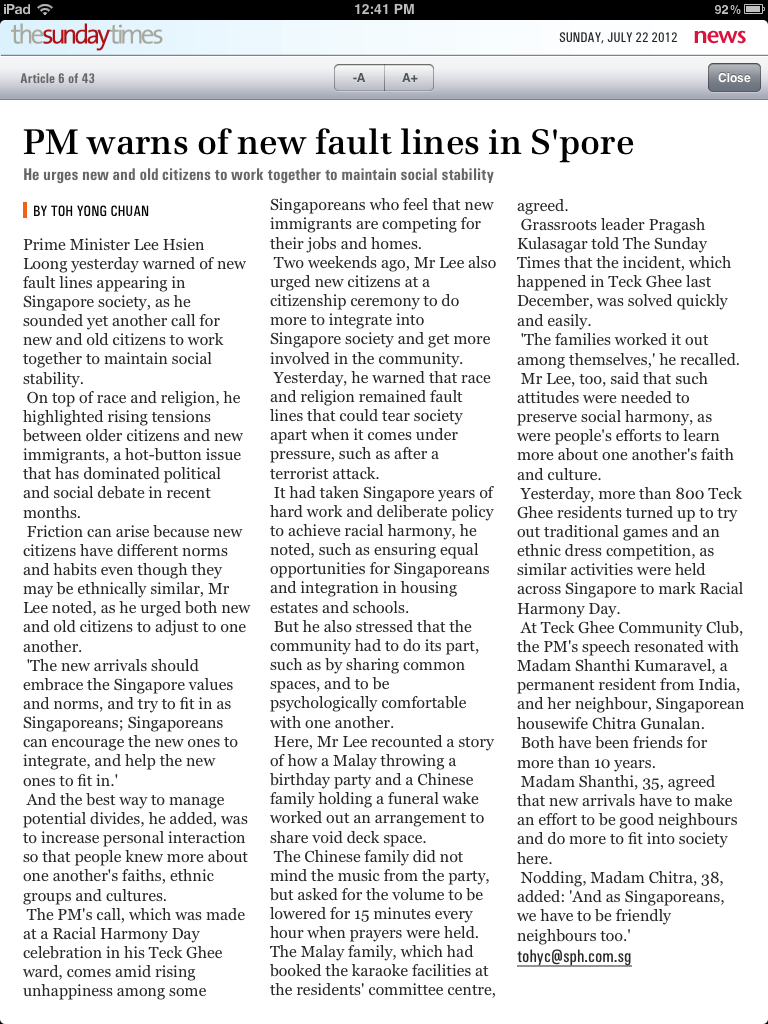 iPad 12:41 PM 92%
thesundaytimes SUNDAY, JULY 22 2012 news
Article 6 of 43 -A A+ Close
PM warns of new fault lines in S'pore
He urges new and old citizens to work together to maintain social stability
BY TOH YONG CHUAN
Prime Minister Lee Hsien
Loong yesterday warned of new
fault lines appearing in
Singapore society, as he
sounded yet another call for
new and old citizens to work
together to maintain social
stability.
On top of race and religion, he
highlighted rising tensions
between older citizens and new
immigrants, a hot-button issue
that has dominated political
and social debate in recent
months.
Friction can arise because new
citizens have different norms
and habits even though they
may be ethnically similar, Mr
Lee noted, as he urged both new
and old citizens to adjust to one
another.
'The new arrivals should
embrace the Singapore values
and norms, and try to fit in as
Singaporeans; Singaporeans
can encourage the new ones to
integrate, and help the new
ones to fit in.'
And the best way to manage
potential divides, he added, was
to increase personal interaction
so that people knew more about
one another's faiths, ethnic
groups and cultures.
The PM's call, which was made
at a Racial Harmony Day
celebration in his Teck Ghee
ward, comes amid rising
unhappiness among some
Singaporeans who feel that new
immigrants are competing for
their jobs and homes.
Two weekends ago, Mr Lee also
urged new citizens at a
citizenship ceremony to do
more to integrate into
Singapore society and get more
involved in the community.
Yesterday, he warned that race
and religion remained fault
lines that could tear society
apart when it comes under
pressure, such as after a
terrorist attack.
It had taken Singapore years of
hard work and deliberate policy
to achieve racial harmony, he
noted, such as ensuring equal
opportunities for Singaporeans
and integration in housing
estates and schools.
But he also stressed that the
community had to do its part,
such as by sharing common
spaces, and to be
psychologically comfortable
with one another.
Here, Mr Lee recounted a story
of how a Malay throwing a
birthday party and a Chinese
family holding a funeral wake
worked out an arrangement to
share void deck space.
The Chinese family did not
mind the music from the party,
but asked for the volume to be
lowered for 15 minutes every
hour when prayers were held.
The Malay family, which had
booked the karaoke facilities at
the residents' committee centre,
agreed.
Grassroots leader Pragash
Kulasagar told The Sunday
Times that the incident, which
happened in Teck Ghee last
December, was solved quickly
and easily.
'The families worked it out
among themselves,' he recalled.
Mr Lee, too, said that such
attitudes were needed to
preserve social harmony, as
were people's efforts to learn
more about one another's faith
and culture.
Yesterday, more than 800 Teck
Ghee residents turned up to try
out traditional games and an
ethnic dress competition, as
similar activities were held
across Singapore to mark Racial
Harmony Day.
At Teck Ghee Community Club,
the PM's speech resonated with
Madam Shanthi Kumaravel, a
permanent resident from India,
and her neighbour, Singaporean
housewife Chitra Gunalan.
Both have been friends for
more than 10 years.
Madam Shanthi, 35, agreed
that new arrivals have to make
an effort to be good neighbours
and do more to fit into society
here.
Nodding, Madam Chitra, 38,
added: 'And as Singaporeans,
we have to be friendly
neighbours too.'
tohyc@sph.com.sg